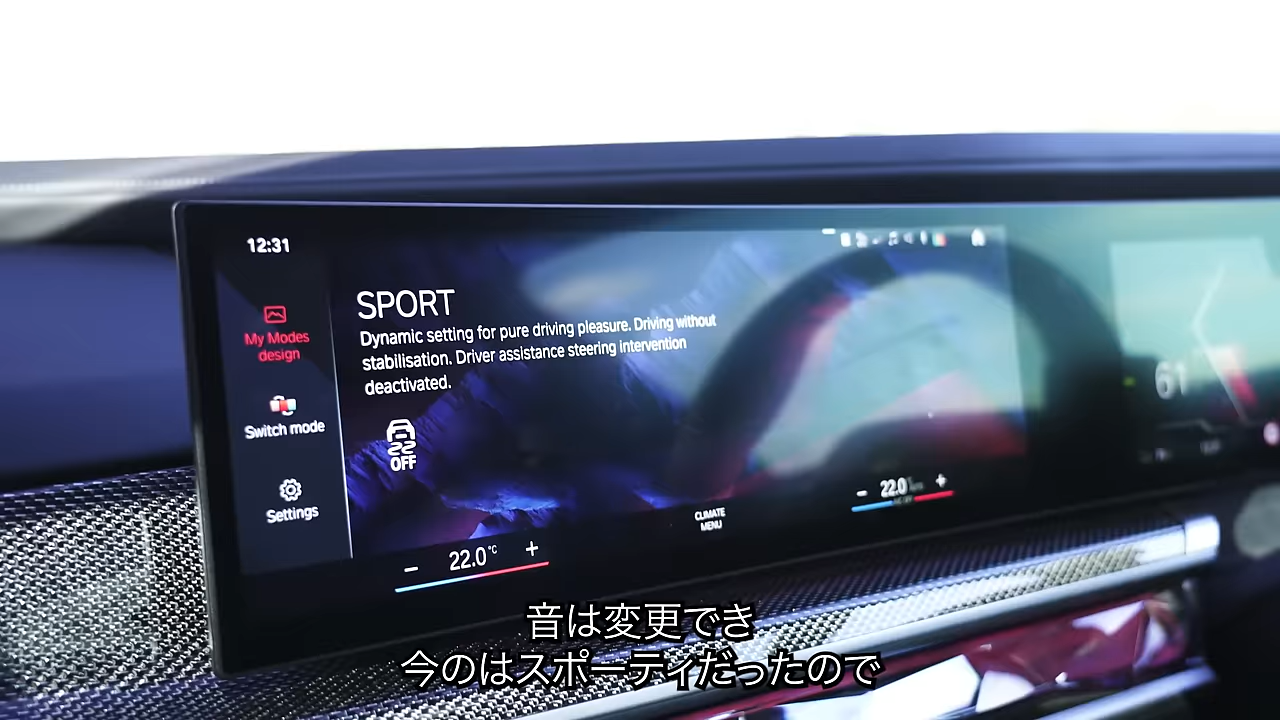 12:31
My Modes
design
Switch mode
Settings
SPORT
Dynamic setting for pure driving pleasure. Driving without
stabilisation. Driver assistance steering intervention
deactivated.
OFF
− 22.0 °C +
CLIMATE
MENU
− 22.0 +
61
音は変更でき
今のはスポーティだったので